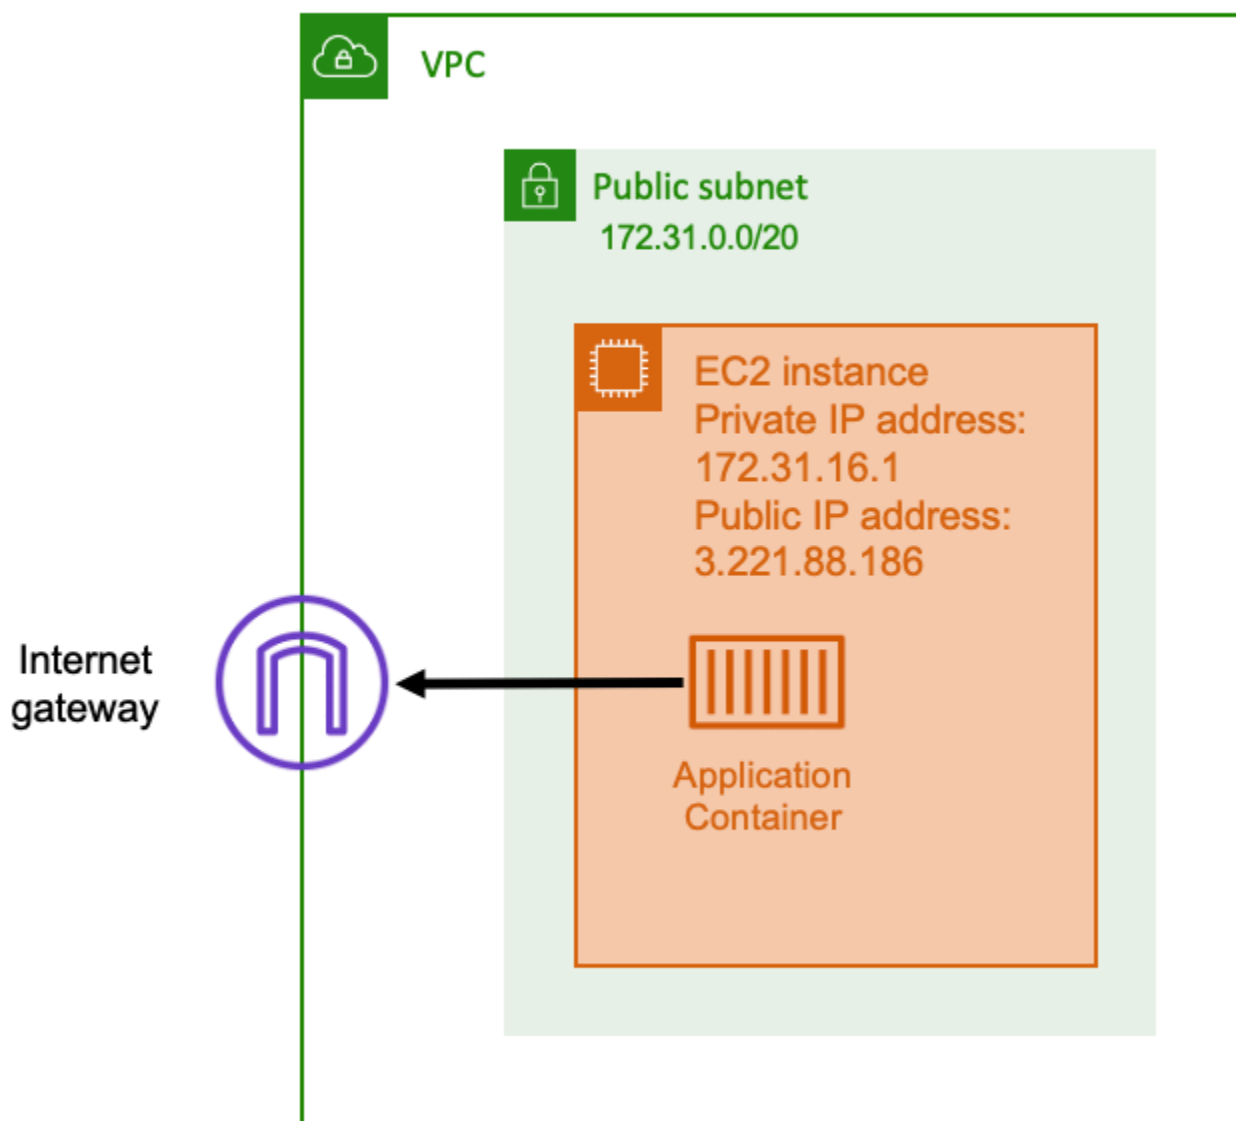 VPC
Public subnet
172.31.0.0/20
EC2 instance
Private IP address:
172.31.16.1
Public IP address:
3.221.88.186
Internet
gateway
Application
Container